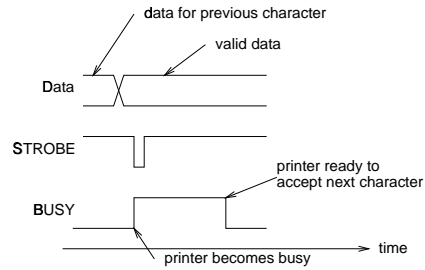 data for previous character
valid data
Data
STROBE
printer ready to
accept next character
BUSY
time
printer becomes busy